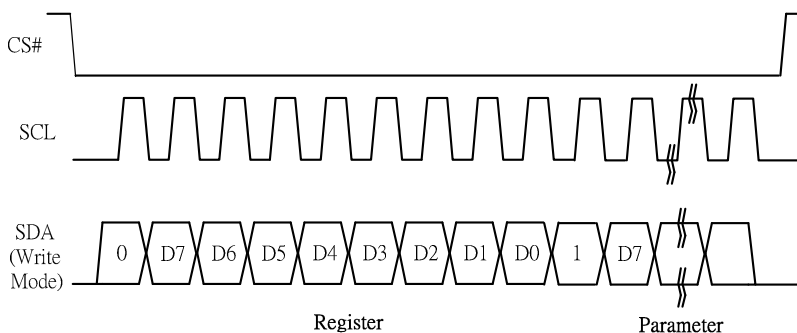 CS#
SCL
SDA
(Write
Mode)
0 D7 D6 D5 D4 D3 D2 D1 D0 1 D7
Register Parameter